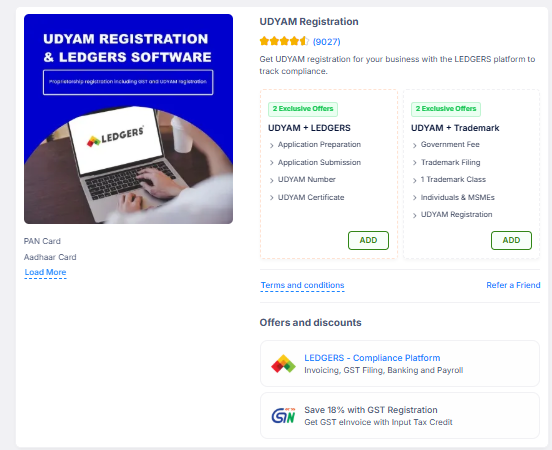 UDYAM REGISTRATION
& LEDGERS SOFTWARE
Proprietorship registration including GST and UDYAM registration
LEDGERS
PAN Card
Aadhaar Card
Load More
UDYAM Registration
(9027)
Get UDYAM registration for your business with the LEDGERS platform to
track compliance.
2 Exclusive Offers
UDYAM + LEDGERS
Application Preparation
Application Submission
UDYAM Number
UDYAM Certificate
ADD
2 Exclusive Offers
UDYAM + Trademark
Government Fee
Trademark Filing
1 Trademark Class
Individuals & MSMEs
UDYAM Registration
ADD
Terms and conditions
Refer a Friend
Offers and discounts
LEDGERS - Compliance Platform
Invoicing, GST Filing, Banking and Payroll
Save 18% with GST Registration
Get GST eInvoice with Input Tax Credit